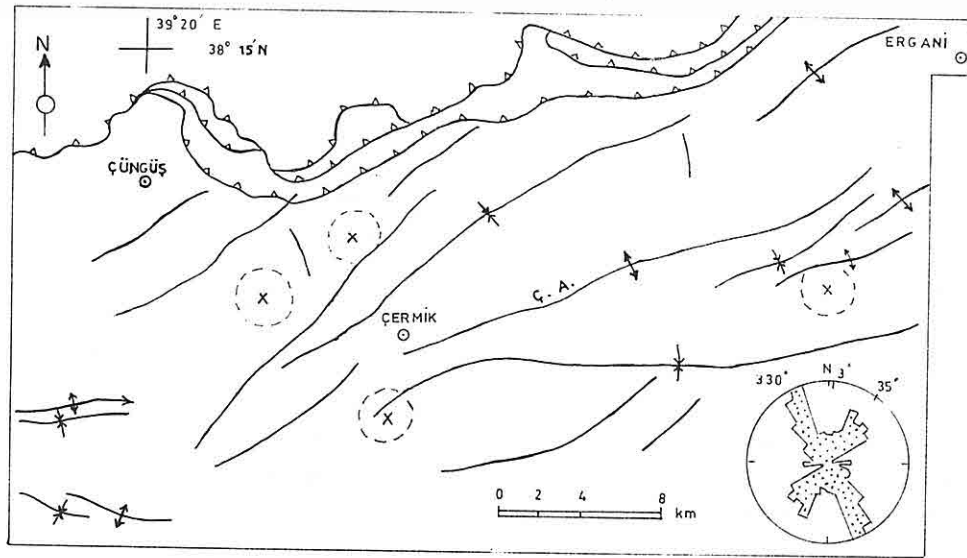 39° 20′ E
38° 15′N
N
ERGANİ
ÇÜNGÜŞ
X
X
Ç. A.
X
ÇERMİK
X
330° N 3° 35°
0 2 4 8
km